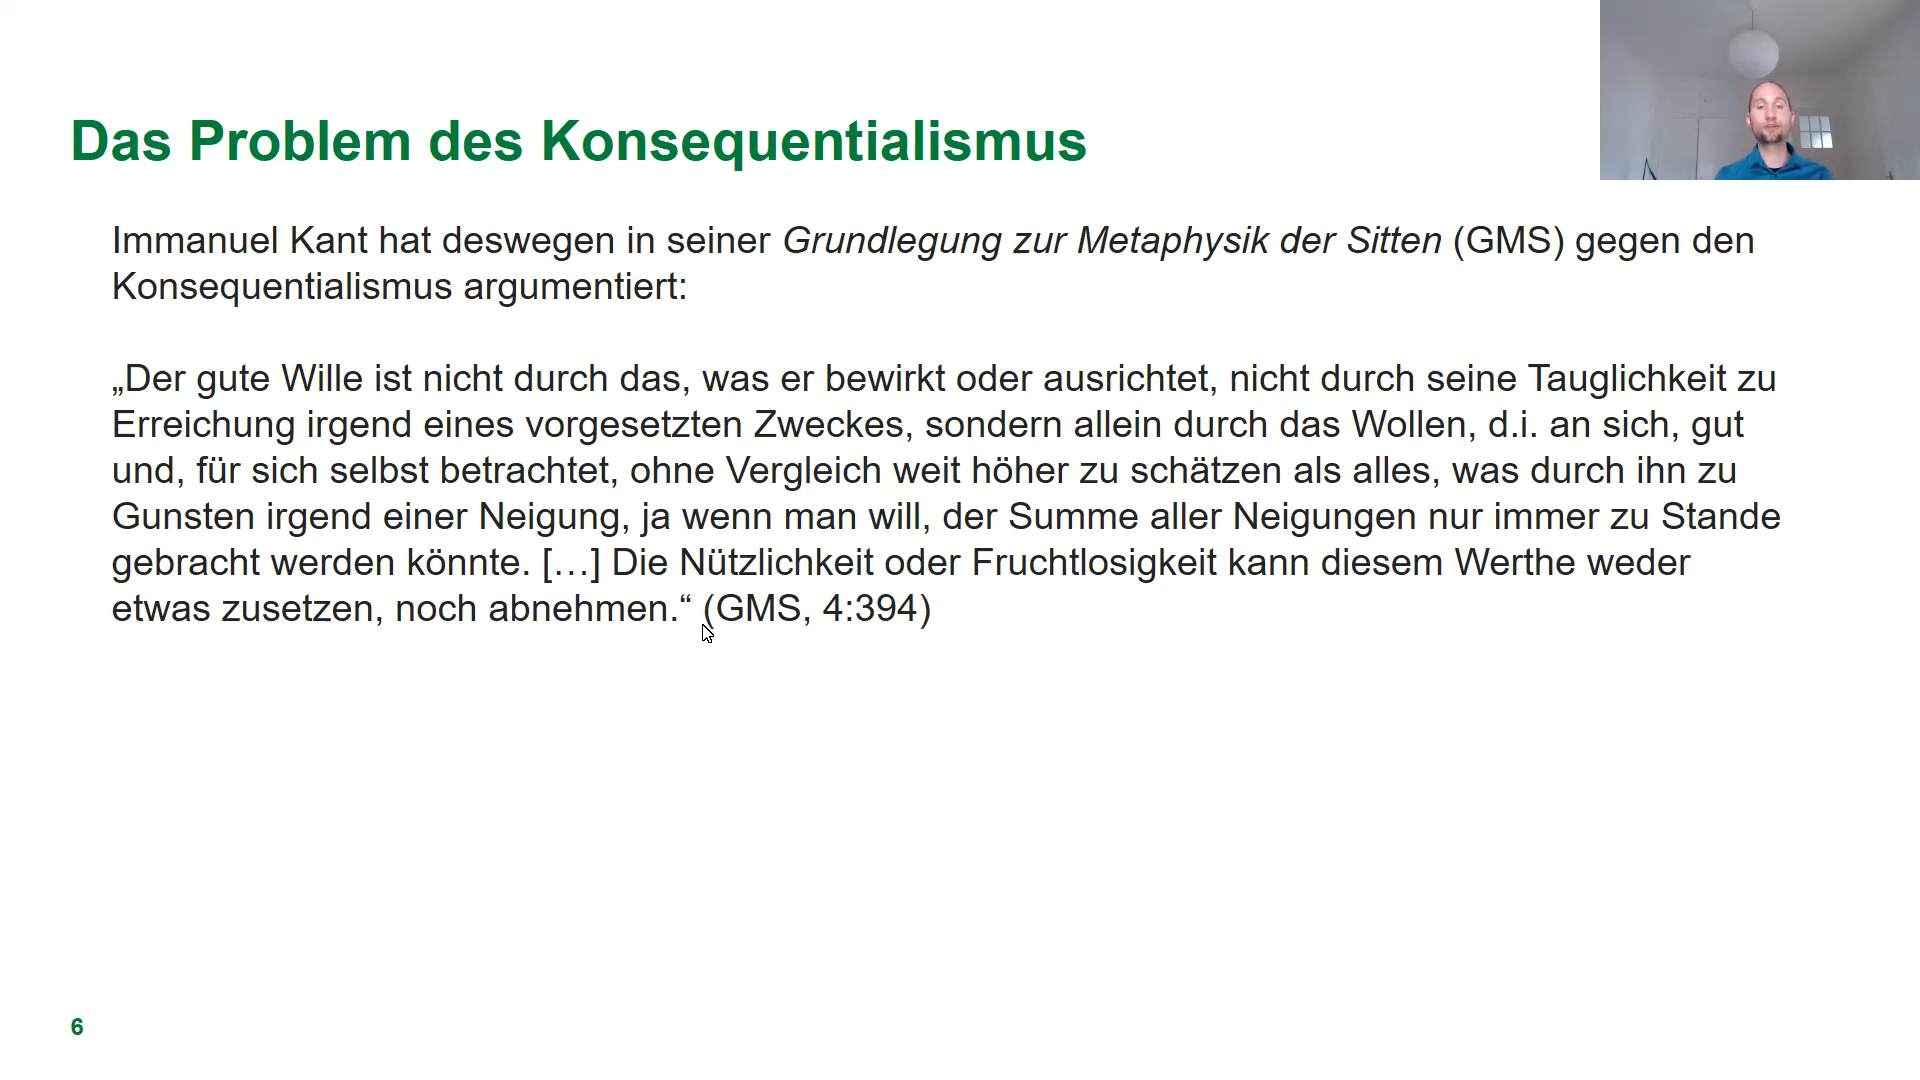 Das Problem des Konsequentialismus
Immanuel Kant hat deswegen in seiner Grundlegung zur Metaphysik der Sitten (GMS) gegen den
Konsequentialismus argumentiert:
„Der gute Wille ist nicht durch das, was er bewirkt oder ausrichtet, nicht durch seine Tauglichkeit zu
Erreichung irgend eines vorgesetzten Zweckes, sondern allein durch das Wollen, d.i. an sich, gut
und, für sich selbst betrachtet, ohne Vergleich weit höher zu schätzen als alles, was durch ihn zu
Gunsten irgend einer Neigung, ja wenn man will, der Summe aller Neigungen nur immer zu Stande
gebracht werden könnte. […] Die Nützlichkeit oder Fruchtlosigkeit kann diesem Werthe weder
etwas zusetzen, noch abnehmen.“ (GMS, 4:394)
6